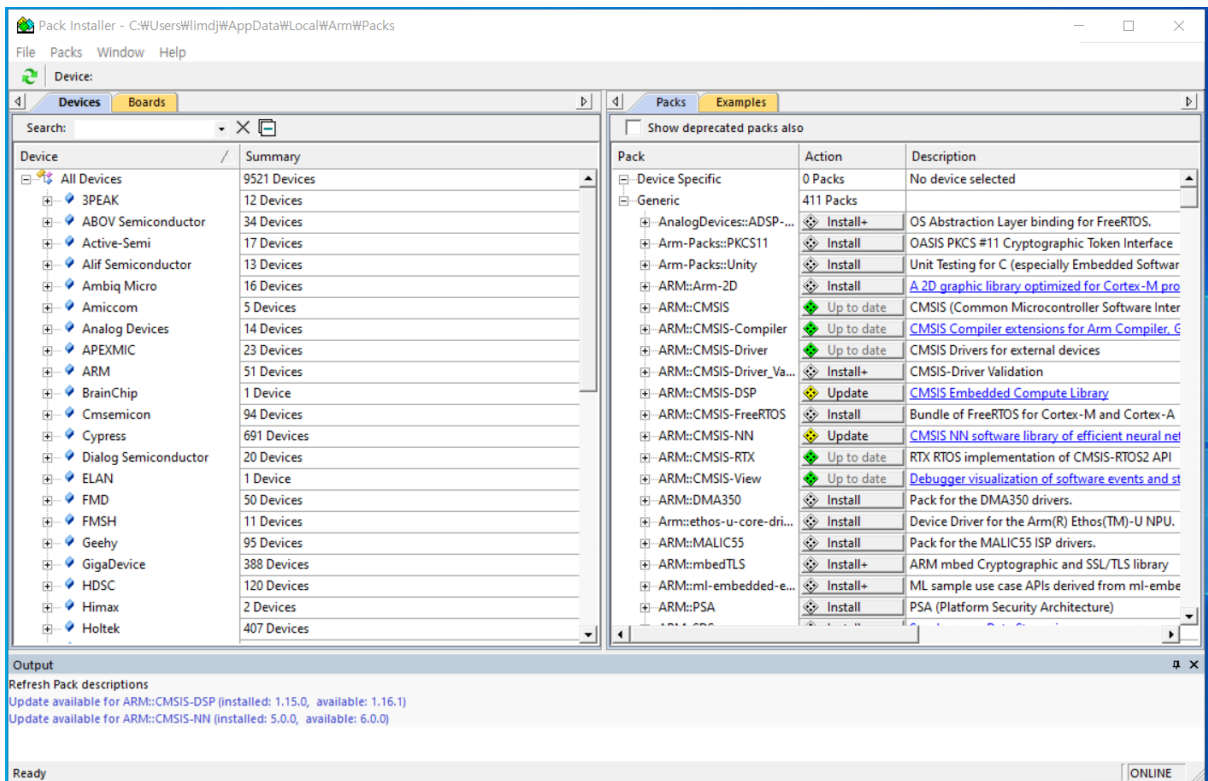 Pack Installer - C:₩Users₩limdj₩AppData₩Local₩Arm₩Packs
File Packs Window Help
Device:
Devices Boards
Search:
Device / Summary
All Devices 9521 Devices
3PEAK 12 Devices
ABOV Semiconductor 34 Devices
Active-Semi 17 Devices
Alif Semiconductor 13 Devices
Ambiq Micro 16 Devices
Amiccom 5 Devices
Analog Devices 14 Devices
APEXMIC 23 Devices
ARM 51 Devices
BrainChip 1 Device
Cmsemicon 94 Devices
Cypress 691 Devices
Dialog Semiconductor 20 Devices
ELAN 1 Device
FMD 50 Devices
FMSH 11 Devices
Geehy 95 Devices
GigaDevice 388 Devices
HDSC 120 Devices
Himax 2 Devices
Holtek 407 Devices
Packs Examples
Show deprecated packs also
Pack Action Description
Device Specific 0 Packs No device selected
Generic 411 Packs
AnalogDevices::ADSP-... Install+ OS Abstraction Layer binding for FreeRTOS.
Arm-Packs::PKCS11 Install OASIS PKCS #11 Cryptographic Token Interface
Arm-Packs::Unity Install Unit Testing for C (especially Embedded Softwar
ARM::Arm-2D Install A 2D graphic library optimized for Cortex-M pro
ARM::CMSIS Up to date CMSIS (Common Microcontroller Software Inter
ARM::CMSIS-Compiler Up to date CMSIS Compiler extensions for Arm Compiler, G
ARM::CMSIS-Driver Up to date CMSIS Drivers for external devices
ARM::CMSIS-Driver_Va... Install+ CMSIS-Driver Validation
ARM::CMSIS-DSP Update CMSIS Embedded Compute Library
ARM::CMSIS-FreeRTOS Install Bundle of FreeRTOS for Cortex-M and Cortex-A
ARM::CMSIS-NN Update CMSIS NN software library of efficient neural net
ARM::CMSIS-RTX Up to date RTX RTOS implementation of CMSIS-RTOS2 API
ARM::CMSIS-View Up to date Debugger visualization of software events and st
ARM::DMA350 Install Pack for the DMA350 drivers.
Arm::ethos-u-core-dri... Install Device Driver for the Arm(R) Ethos(TM)-U NPU.
ARM::MALIC55 Install Pack for the MALIC55 ISP drivers.
ARM::mbedTLS Install+ ARM mbed Cryptographic and SSL/TLS library
ARM::ml-embedded-e... Install+ ML sample use case APIs derived from ml-embe
ARM::PSA Install PSA (Platform Security Architecture)
Output
Refresh Pack descriptions
Update available for ARM::CMSIS-DSP (installed: 1.15.0, available: 1.16.1)
Update available for ARM::CMSIS-NN (installed: 5.0.0, available: 6.0.0)
Ready ONLINE